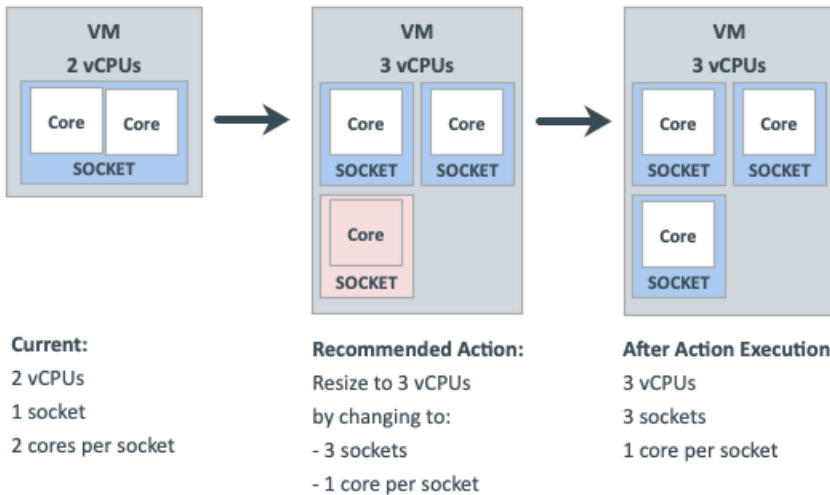 VM
2 vCPUs
Core
Core
SOCKET
VM
3 vCPUs
Core
Core
SOCKET
SOCKET
Core
SOCKET
VM
3 vCPUs
Core
Core
SOCKET
SOCKET
Core
SOCKET
Current:
2 vCPUs
1 socket
2 cores per socket
Recommended Action:
Resize to 3 vCPUs
by changing to:
- 3 sockets
- 1 core per socket
After Action Execution
3 vCPUs
3 sockets
1 core per socket